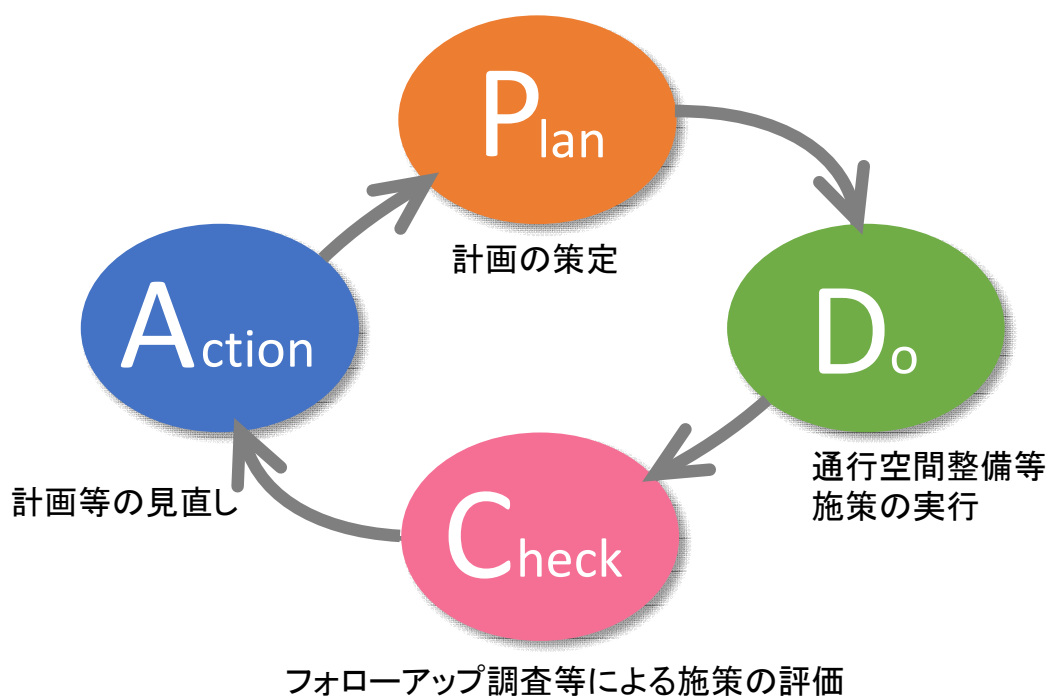 Plan
計画の策定
Do
通行空間整備等
施策の実行
Check
フォローアップ調査等による施策の評価
Action
計画等の見直し